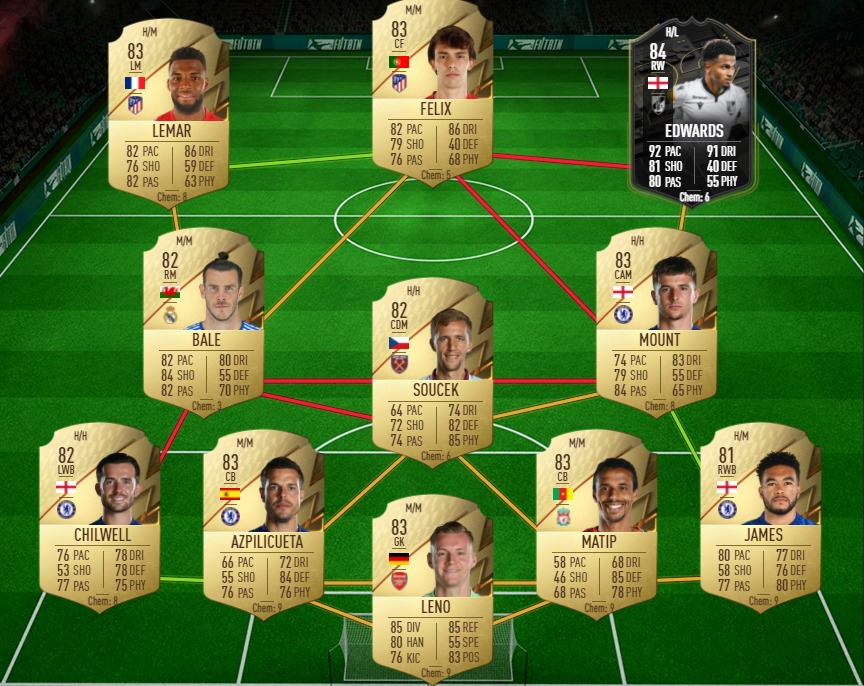 FUTBIN
FUTBIN
FUTBIN
H/M
83
LM
LEMAR
82 PAC 86 DRI
76 SHO 59 DEF
82 PAS 63 PHY
Chem: 8
M/M
83
CF
FELIX
82 PAC 86 DRI
79 SHO 40 DEF
76 PAS 68 PHY
Chem: 5
H/L
84
RW
EDWARDS
92 PAC 91 DRI
81 SHO 40 DEF
80 PAS 55 PHY
Chem: 6
M/M
82
RM
BALE
82 PAC 80 DRI
84 SHO 55 DEF
82 PAS 70 PHY
Chem: 3
H/H
82
CDM
SOUCEK
64 PAC 74 DRI
72 SHO 82 DEF
74 PAS 85 PHY
Chem: 6
H/H
83
CAM
MOUNT
74 PAC 83 DRI
79 SHO 55 DEF
84 PAS 65 PHY
Chem: 8
H/H
82
LWB
CHILWELL
76 PAC 78 DRI
53 SHO 78 DEF
77 PAS 75 PHY
Chem: 8
M/M
83
CB
AZPILICUETA
66 PAC 72 DRI
55 SHO 84 DEF
76 PAS 76 PHY
Chem: 9
M/M
83
GK
LENO
85 DIV 85 REF
80 HAN 55 SPE
76 KIC 83 POS
Chem: 9
M/M
83
CB
MATIP
58 PAC 68 DRI
46 SHO 85 DEF
68 PAS 78 PHY
Chem: 9
H/M
81
RWB
JAMES
80 PAC 77 DRI
58 SHO 76 DEF
77 PAS 80 PHY
Chem: 9